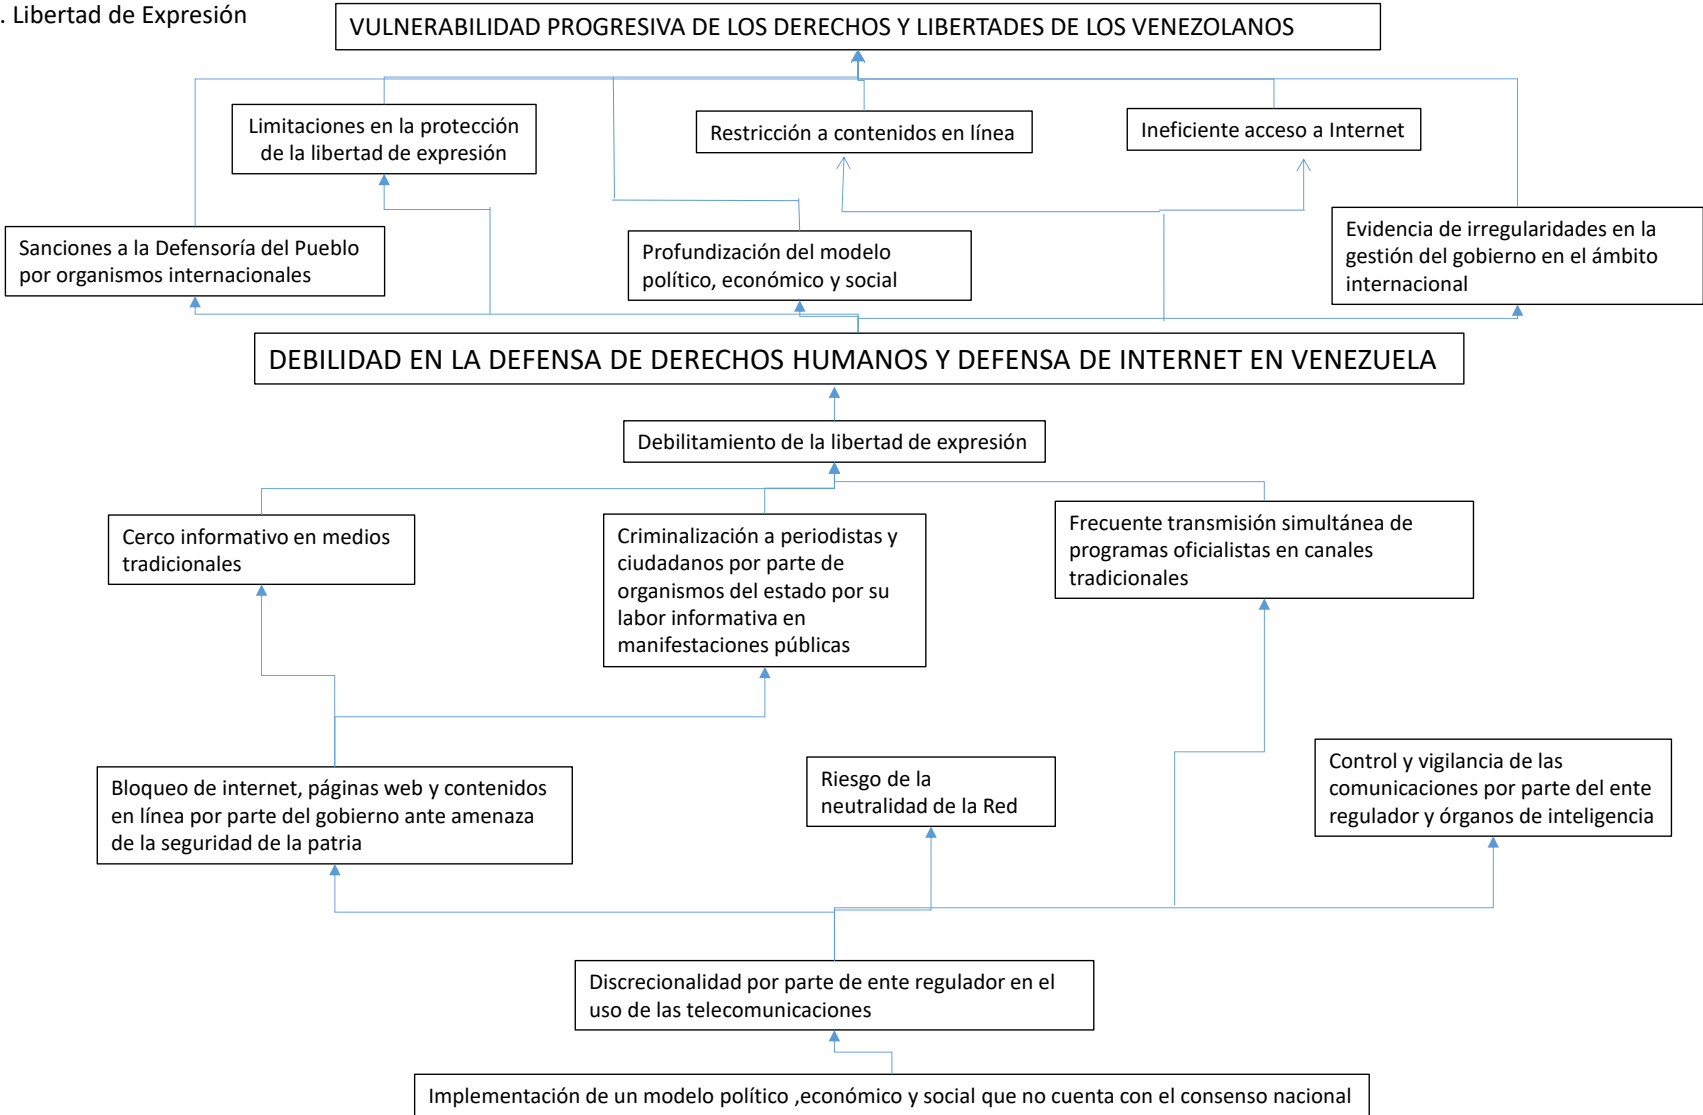 . Libertad de Expresión
VULNERABILIDAD PROGRESIVA DE LOS DERECHOS Y LIBERTADES DE LOS VENEZOLANOS
Limitaciones en la protección
de la libertad de expresión
Restricción a contenidos en línea
Ineficiente acceso a Internet
Sanciones a la Defensoría del Pueblo
por organismos internacionales
Profundización del modelo
político, económico y social
Evidencia de irregularidades en la
gestión del gobierno en el ámbito
internacional
DEBILIDAD EN LA DEFENSA DE DERECHOS HUMANOS Y DEFENSA DE INTERNET EN VENEZUELA
Debilitamiento de la libertad de expresión
Cerco informativo en medios
tradicionales
Criminalización a periodistas y
ciudadanos por parte de
organismos del estado por su
labor informativa en
manifestaciones públicas
Frecuente transmisión simultánea de
programas oficialistas en canales
tradicionales
Bloqueo de internet, páginas web y contenidos
en línea por parte del gobierno ante amenaza
de la seguridad de la patria
Riesgo de la
neutralidad de la Red
Control y vigilancia de las
comunicaciones por parte del ente
regulador y órganos de inteligencia
Discrecionalidad por parte de ente regulador en el
uso de las telecomunicaciones
Implementación de un modelo político ,económico y social que no cuenta con el consenso nacional